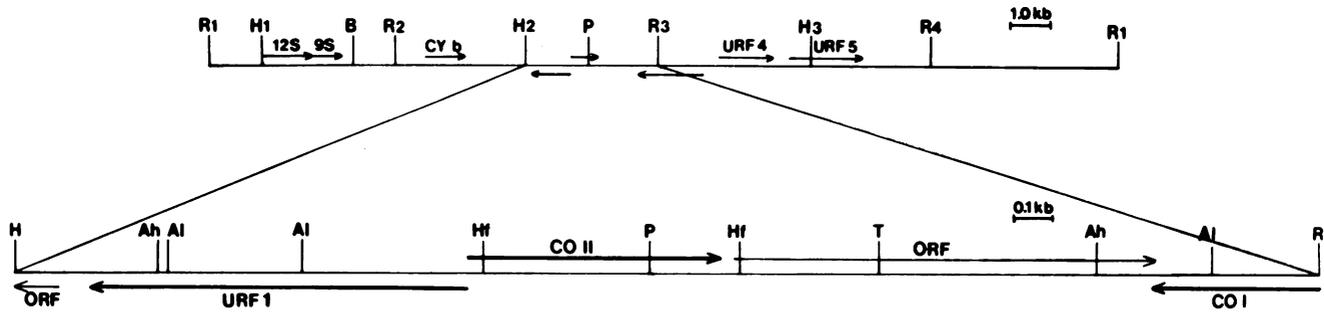 R1 H1 B R2 H2 P R3 H3 R4 1.0 kb R1
12S 9S CY b URF 4 URF 5
0.1 kb
H Ah Al Al Hf P Hf T Ah Al R
CO II ORF
ORF URF 1 CO I